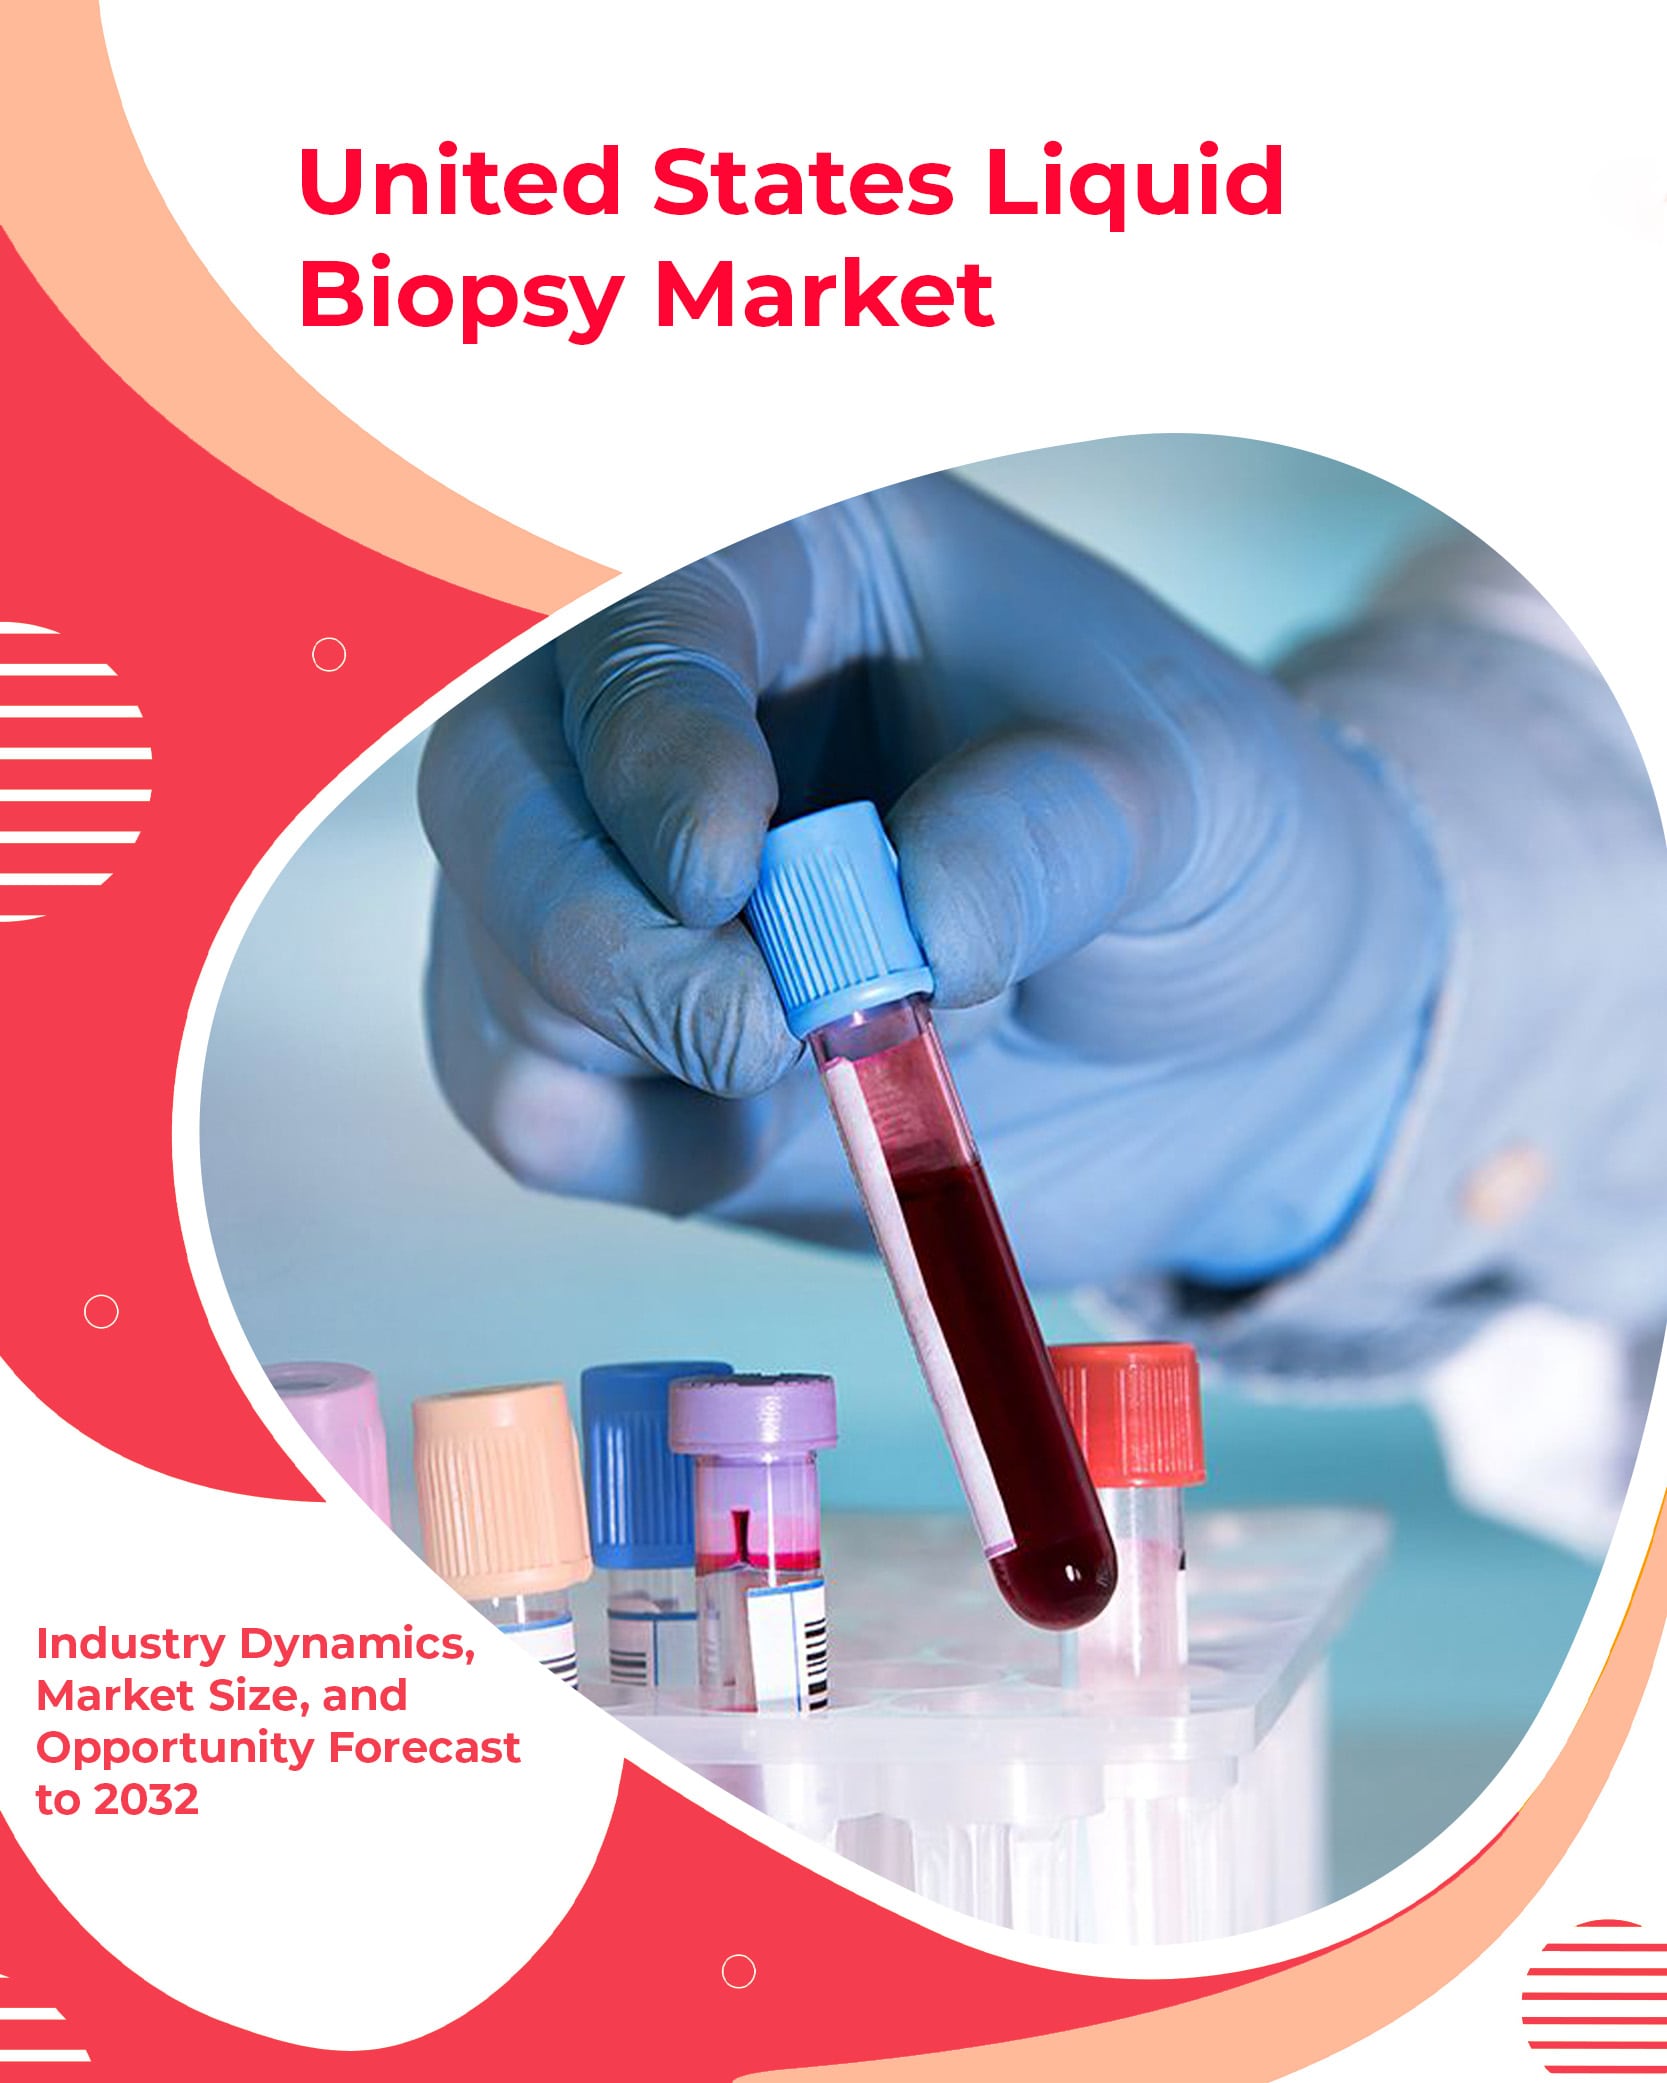 United States Liquid
Biopsy Market
Industry Dynamics,
Market Size, and
Opportunity Forecast
to 2032